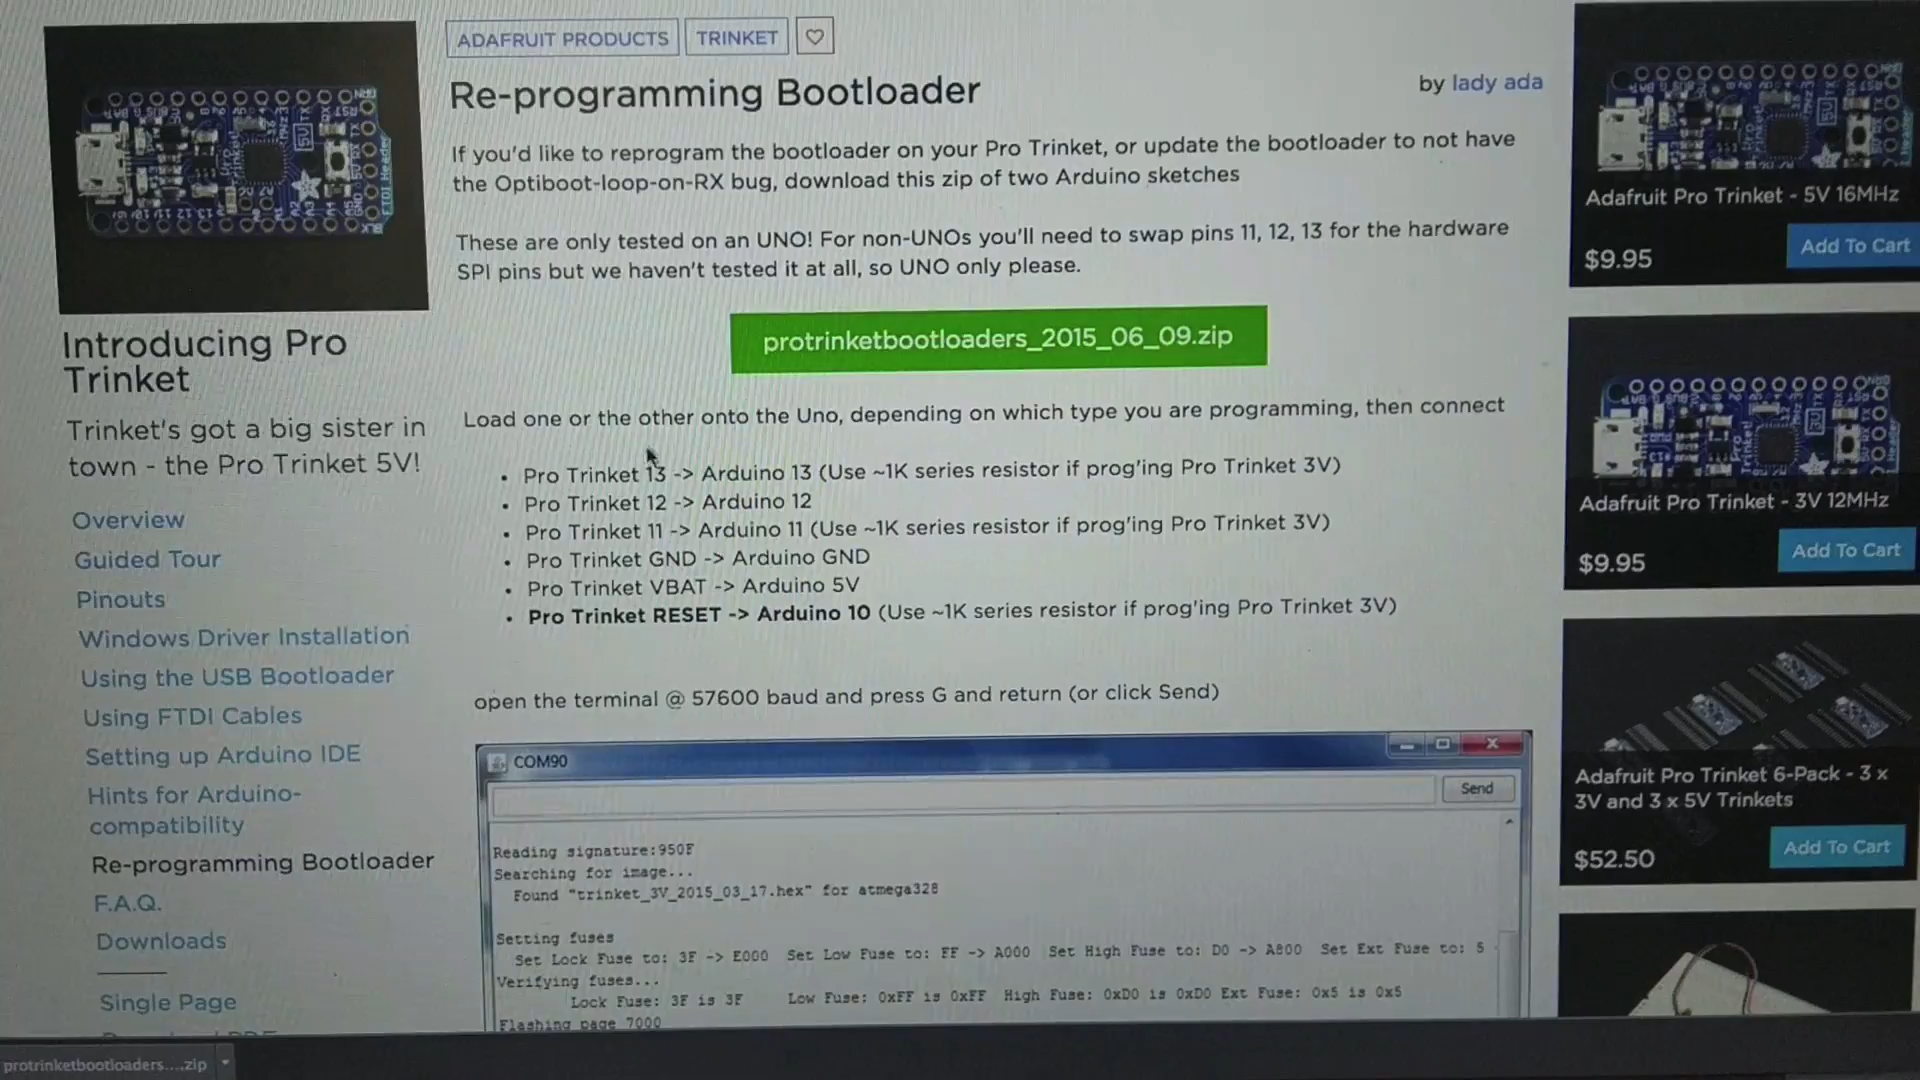 ADAFRUIT PRODUCTS
TRINKET
Re-programming Bootloader
by lady ada
If you'd like to reprogram the bootloader on your Pro Trinket, or update the bootloader to not have
the Optiboot-loop-on-RX bug, download this zip of two Arduino sketches
These are only tested on an UNO! For non-UNOs you'll need to swap pins 11, 12, 13 for the hardware
SPI pins but we haven't tested it at all, so UNO only please.
protrinketbootloaders_2015_06_09.zip
Load one or the other onto the Uno, depending on which type you are programming, then connect
• Pro Trinket 13 -> Arduino 13 (Use ~1K series resistor if prog'ing Pro Trinket 3V)
• Pro Trinket 12 -> Arduino 12
• Pro Trinket 11 -> Arduino 11 (Use ~1K series resistor if prog'ing Pro Trinket 3V)
• Pro Trinket GND -> Arduino GND
• Pro Trinket VBAT -> Arduino 5V
• Pro Trinket RESET -> Arduino 10 (Use ~1K series resistor if prog'ing Pro Trinket 3V)
open the terminal @ 57600 baud and press G and return (or click Send)
COM90
Send
Reading signature:950F
Searching for image...
Found "trinket_3V_2015_03_17.hex" for atmega328
Setting fuses
Set Lock Fuse to: 3F -> E000 Set Low Fuse to: FF -> A000 Set High Fuse to: D0 -> A800 Set Ext Fuse to: 5
Verifying fuses...
Lock Fuse: 3F is 3F Low Fuse: 0xFF is 0xFF High Fuse: 0xD0 is 0xD0 Ext Fuse: 0x5 is 0x5
Flashing page 7000
Introducing Pro
Trinket
Trinket's got a big sister in
town - the Pro Trinket 5V!
Overview
Guided Tour
Pinouts
Windows Driver Installation
Using the USB Bootloader
Using FTDI Cables
Setting up Arduino IDE
Hints for Arduino-
compatibility
Re-programming Bootloader
F.A.Q.
Downloads
Single Page
Adafruit Pro Trinket - 5V 16MHz
$9.95
Add To Cart
Adafruit Pro Trinket - 3V 12MHz
$9.95
Add To Cart
Adafruit Pro Trinket 6-Pack - 3 x
3V and 3 x 5V Trinkets
$52.50
Add To Cart
protrinketbootloaders....zip